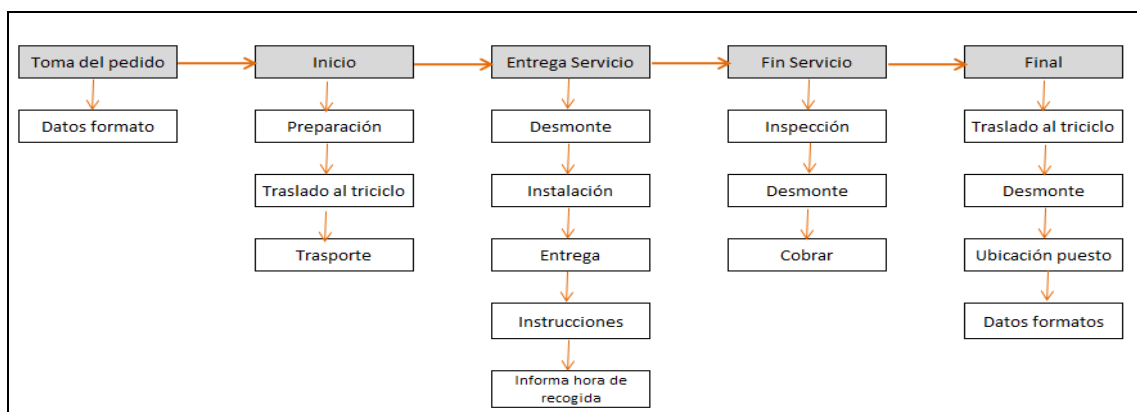 Toma del pedido
Inicio
Entrega Servicio
Fin Servicio
Final
Datos formato
Preparación
Desmonte
Inspección
Traslado al triciclo
Traslado al triciclo
Instalación
Desmonte
Desmonte
Trasporte
Entrega
Cobrar
Ubicación puesto
Instrucciones
Datos formatos
Informa hora de
recogida